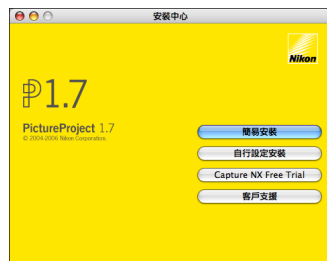 安裝中心
Nikon
P1.7
PictureProject 1.7
© 2004-2006 Nikon Corporation.
簡易安裝
自行設定安裝
Capture NX Free Trial
客戶支援